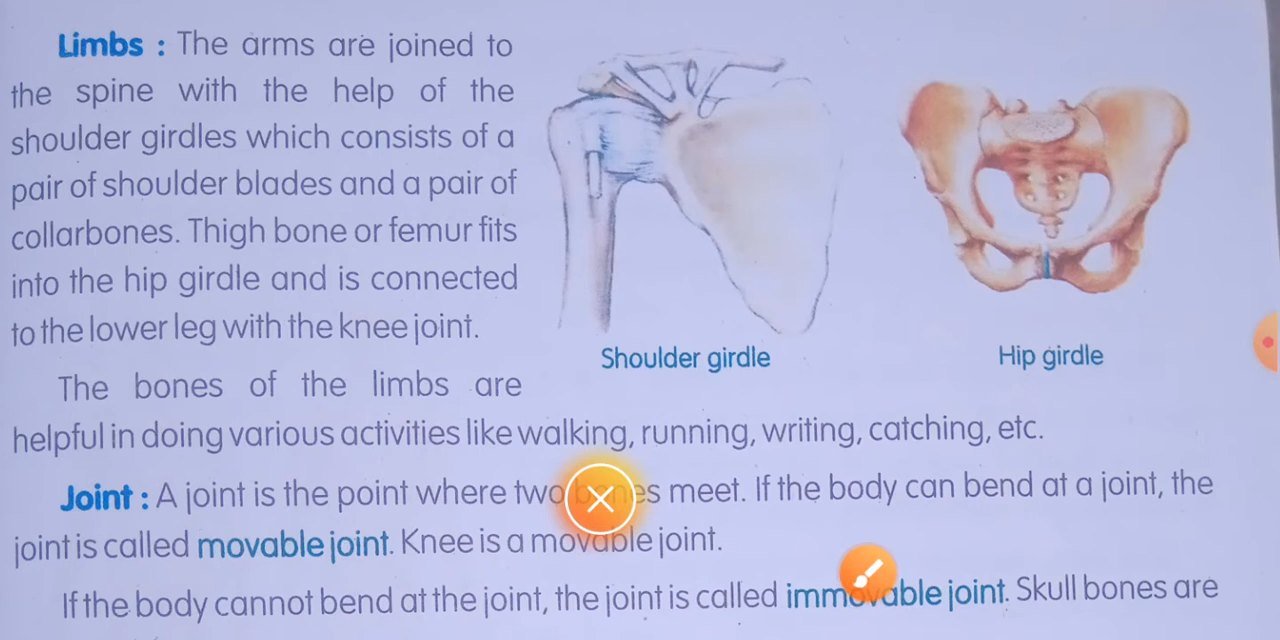 Limbs : The arms are joined to
the spine with the help of the
shoulder girdles which consists of a
pair of shoulder blades and a pair of
collarbones. Thigh bone or femur fits
into the hip girdle and is connected
to the lower leg with the knee joint.
Shoulder girdle
Hip girdle
The bones of the limbs are
helpful in doing various activities like walking, running, writing, catching, etc.
Joint : A joint is the point where two bones meet. If the body can bend at a joint, the
joint is called movable joint. Knee is a movable joint.
If the body cannot bend at the joint, the joint is called immovable joint. Skull bones are